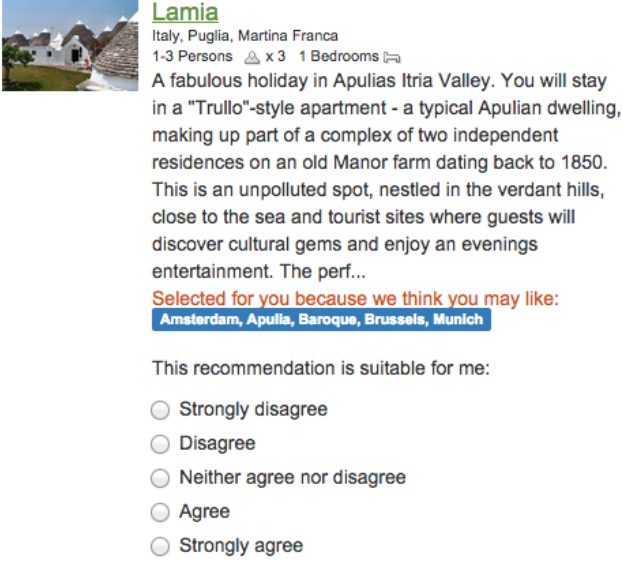 Lamia
Italy, Puglia, Martina Franca
1-3 Persons x 3 1 Bedrooms
A fabulous holiday in Apulias Itria Valley. You will stay
in a "Trullo"-style apartment - a typical Apulian dwelling,
making up part of a complex of two independent
residences on an old Manor farm dating back to 1850.
This is an unpolluted spot, nestled in the verdant hills,
close to the sea and tourist sites where guests will
discover cultural gems and enjoy an evenings
entertainment. The perf...
Selected for you because we think you may like:
Amsterdam, Apulia, Baroque, Brussels, Munich
This recommendation is suitable for me:
Strongly disagree
Disagree
Neither agree nor disagree
Agree
Strongly agree